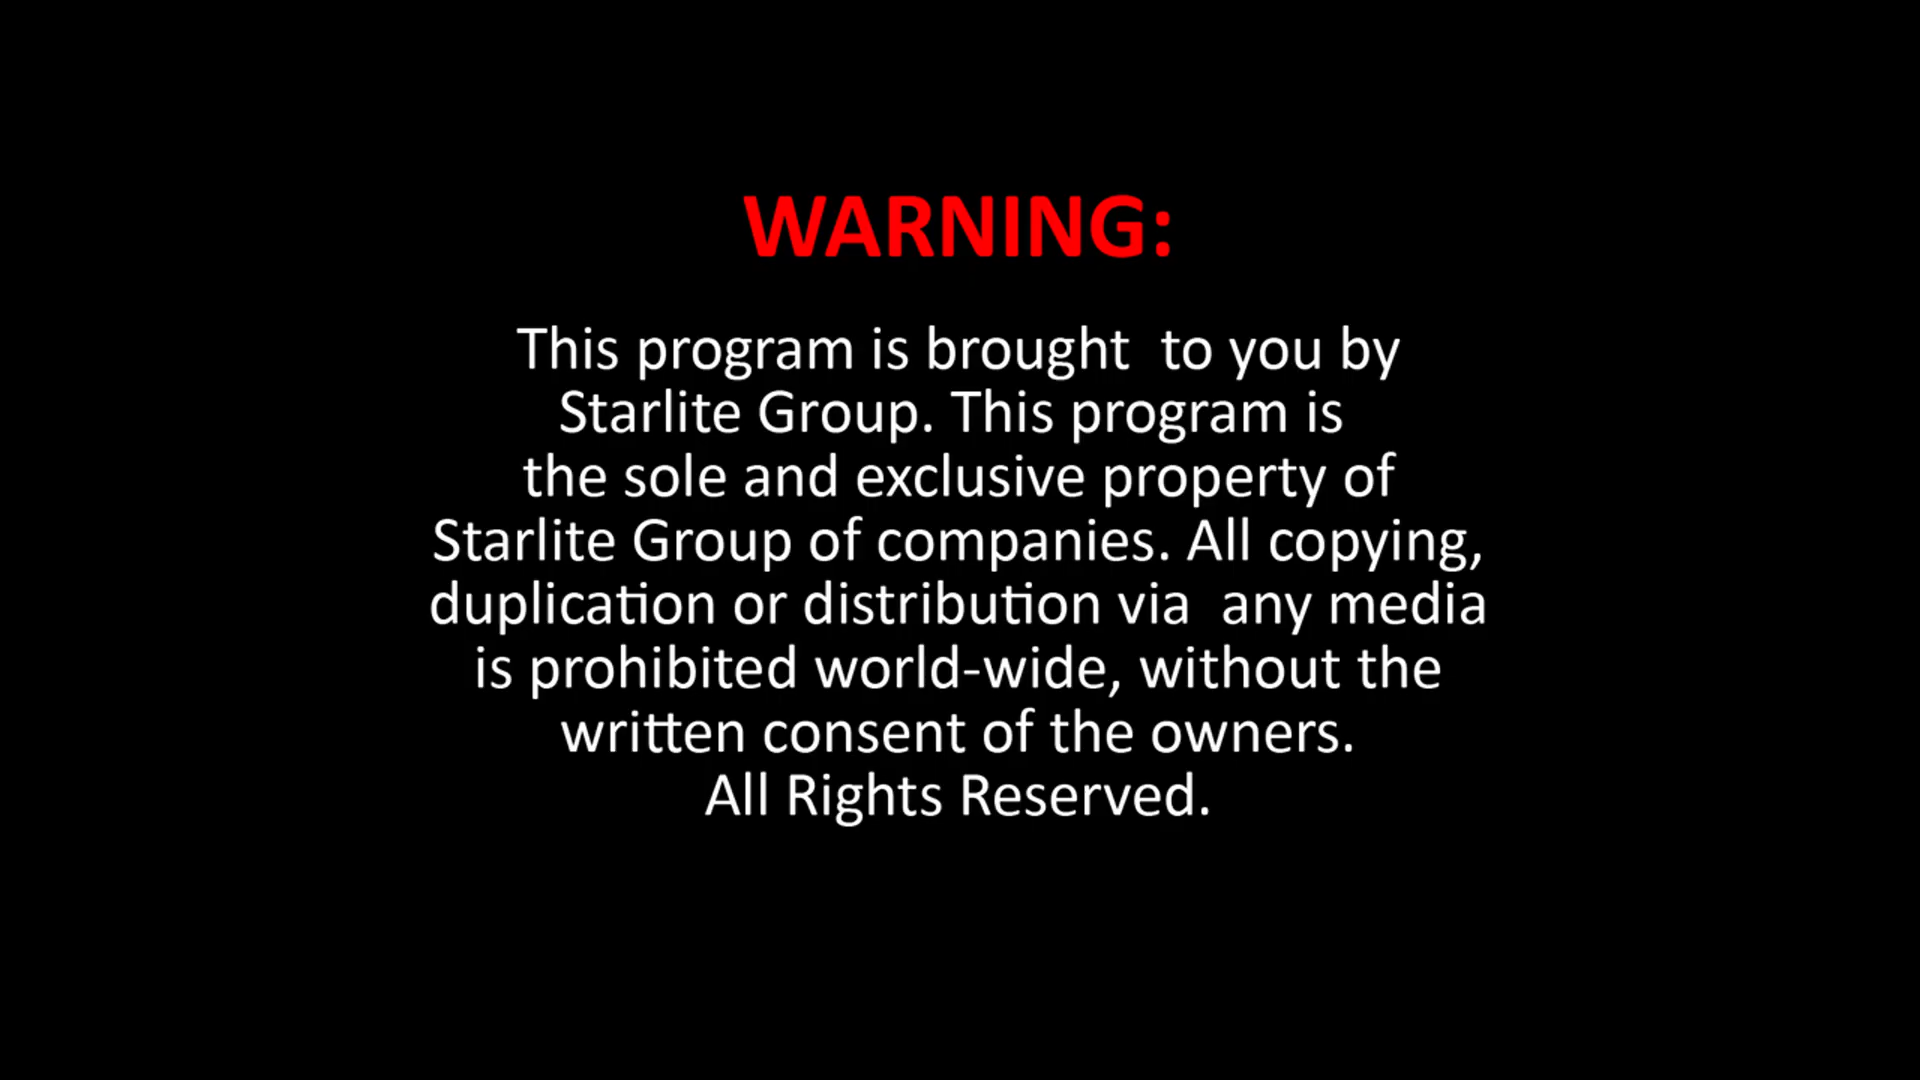 WARNING:
This program is brought  to you by
Starlite Group. This program is
the sole and exclusive property of
Starlite Group of companies. All copying,
duplication or distribution via  any media
is prohibited world-wide, without the
written consent of the owners.
All Rights Reserved.